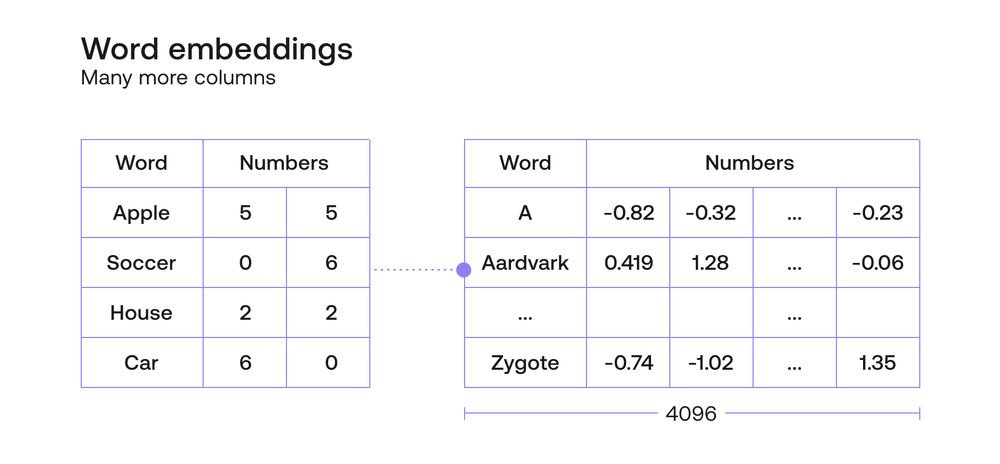 Word embeddings
Many more columns
Word Numbers
Apple 5 5
Soccer 0 6
House 2 2
Car 6 0
Word Numbers
A -0.82 -0.32 ... -0.23
Aardvark 0.419 1.28 ... -0.06
... ...
Zygote -0.74 -1.02 ... 1.35
4096